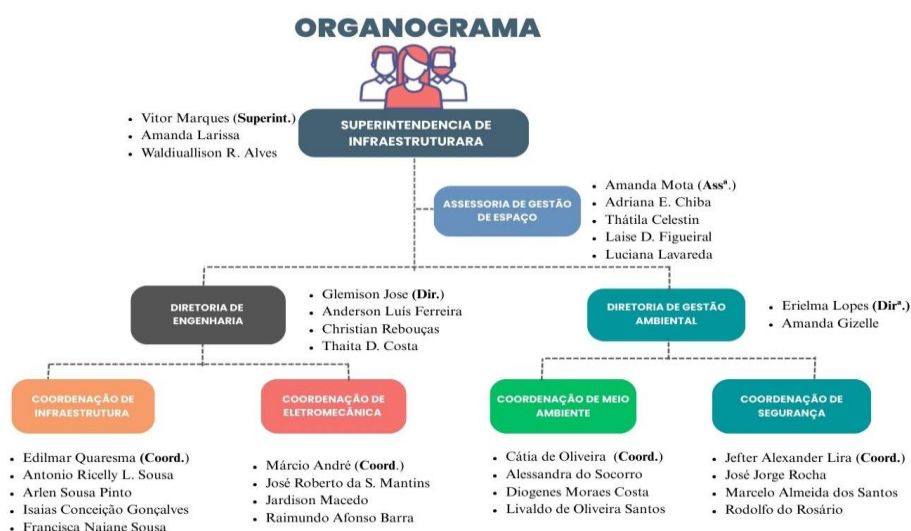 ORGANOGRAMA
• Vitor Marques (Superint.)
• Amanda Larissa
• Waldiuallison R. Alves
SUPERINTENDENCIA DE
INFRAESTRUTURARA
ASSESSORIA DE GESTÃO
DE ESPAÇO
• Amanda Mota (Assª.)
• Adriana E. Chiba
• Thátila Celestin
• Laise D. Figueiral
• Luciana Lavareda
DIRETORIA DE
ENGENHARIA
• Glemison Jose (Dir.)
• Anderson Luís Ferreira
• Christian Rebouças
• Thaita D. Costa
DIRETORIA DE GESTÃO
AMBIENTAL
• Erielma Lopes (Dirª.)
• Amanda Gizelle
COORDENAÇÃO DE
INFRAESTRUTURA
• Edilmar Quaresma (Coord.)
• Antonio Ricelly L. Sousa
• Arlen Sousa Pinto
• Isaias Conceição Gonçalves
• Francisca Naiane Sousa
COORDENAÇÃO DE
ELETROMECÂNICA
• Márcio André (Coord.)
• José Roberto da S. Mantins
• Jardison Macedo
• Raimundo Afonso Barra
COORDENAÇÃO DE MEIO
AMBIENTE
• Cátia de Oliveira (Coord.)
• Alessandra do Socorro
• Diogenes Moraes Costa
• Livaldo de Oliveira Santos
COORDENAÇÃO DE
SEGURANÇA
• Jefter Alexander Lira (Coord.)
• José Jorge Rocha
• Marcelo Almeida dos Santos
• Rodolfo do Rosário